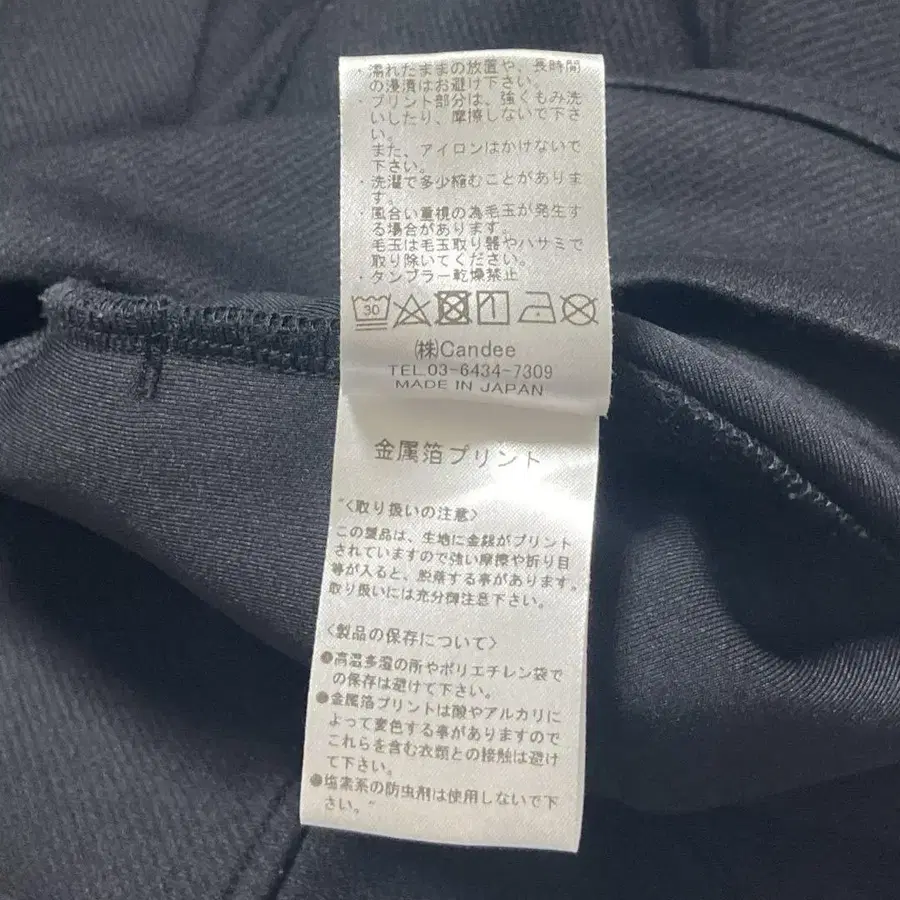 ・濡れたままの放置や、長時間
の浸漬はお避け下さい。
・プリント部分は、強くもみ洗
いしたり、摩擦しないで下さ
い。
また、アイロンはかけないで
下さい。
・洗濯で多少縮むことがありま
す。
・風合い重視の為毛玉が発生す
る場合があります。
毛玉は毛玉取り器やハサミで
取り除いてください。
・タンブラー乾燥禁止
30
㈱Candee
TEL.03-6434-7309
MADE IN JAPAN
金属箔プリント
"〈取り扱いの注意〉
この製品は、生地に金銀がプリント
されていますので強い摩擦や折り目
等が入ると、脱落する事があります。
取り扱いには充分御注意下さい。
〈製品の保存について〉
●高温多湿の所やポリエチレン袋で
の保存は避けて下さい。
●金属箔プリントは酸やアルカリに
よって変色する事がありますので
これらを含む衣類との接触は避け
て下さい。
●塩素系の防虫剤は使用しないで下
さい。"